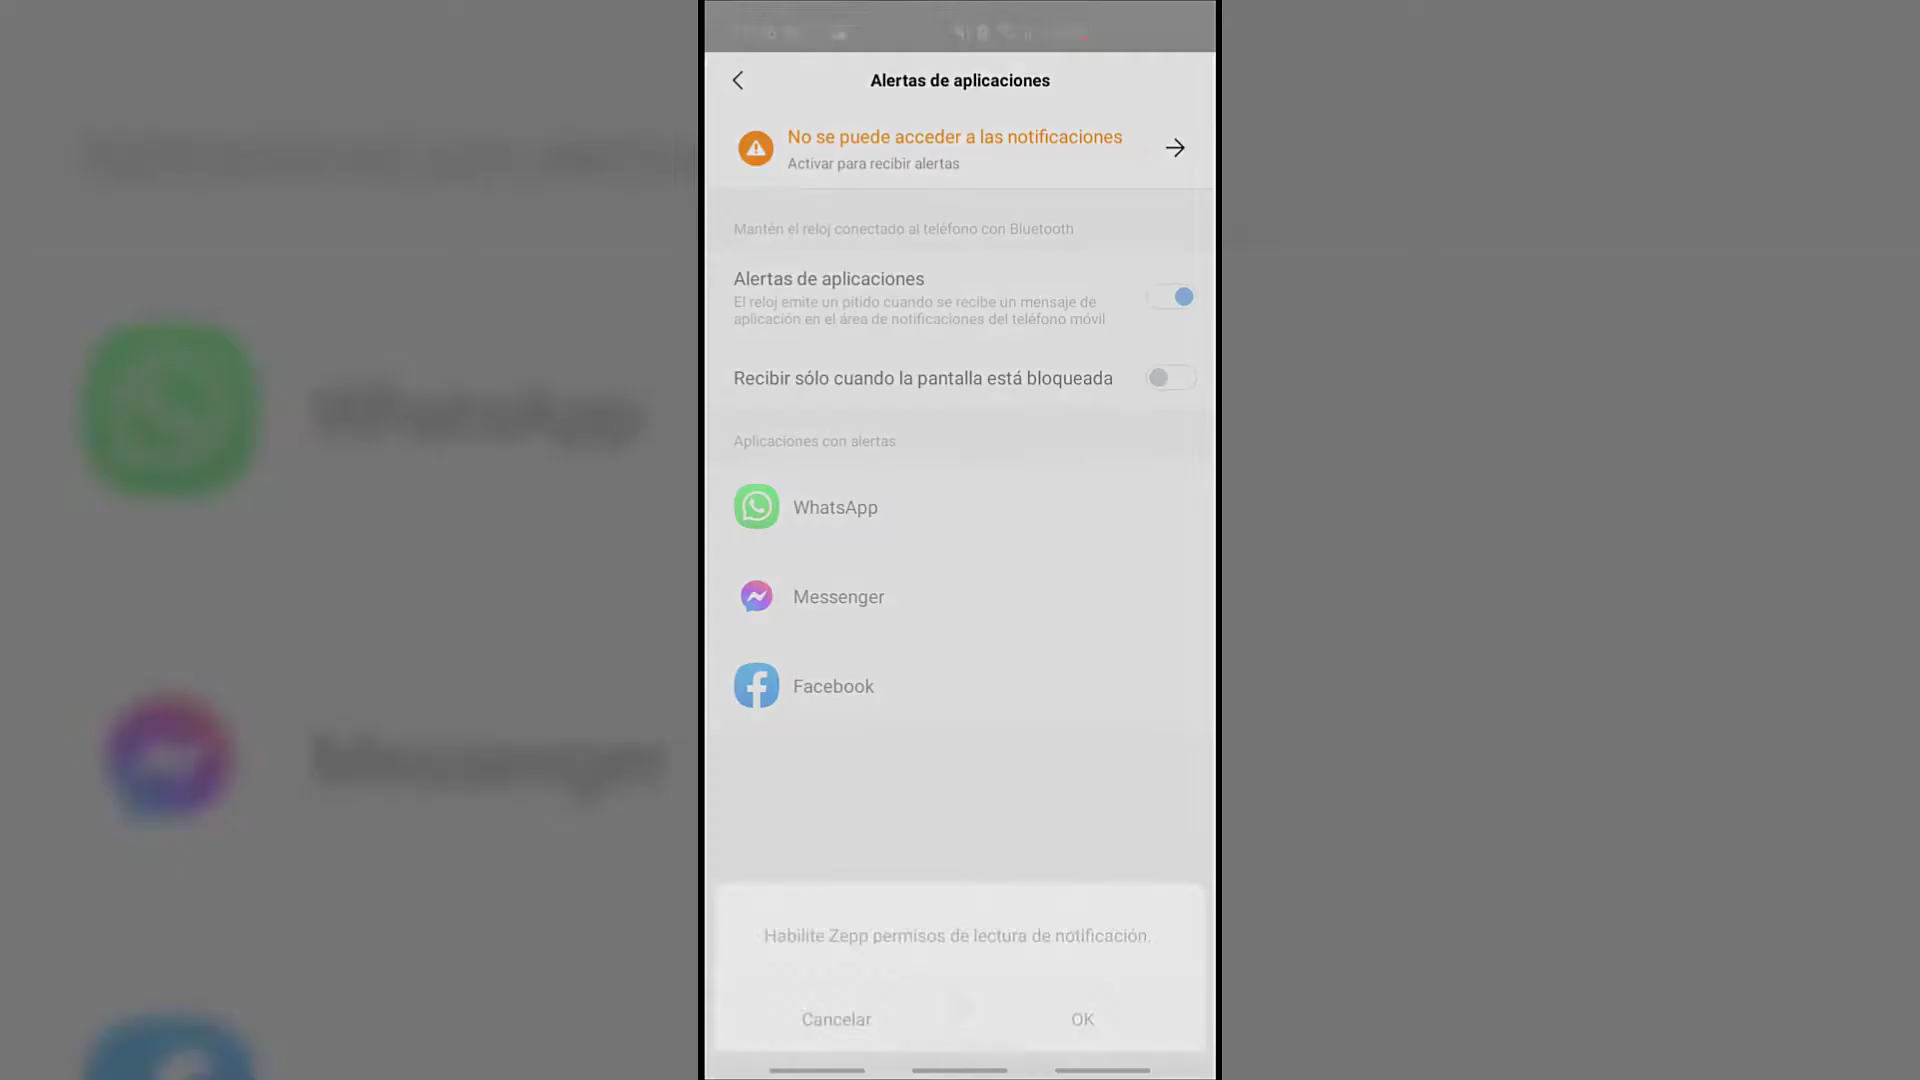 Alertas de aplicaciones
No se puede acceder a las notificaciones
Activar para recibir alertas
Mantén el reloj conectado al teléfono con Bluetooth
Alertas de aplicaciones
El reloj emite un pitido cuando se recibe un mensaje de
aplicación en el área de notificaciones del teléfono móvil
Recibir sólo cuando la pantalla está bloqueada
Aplicaciones con alertas
WhatsApp
Messenger
Facebook
Habilite Zepp permisos de lectura de notificación.
Cancelar
OK
WhatsApp
Messenger